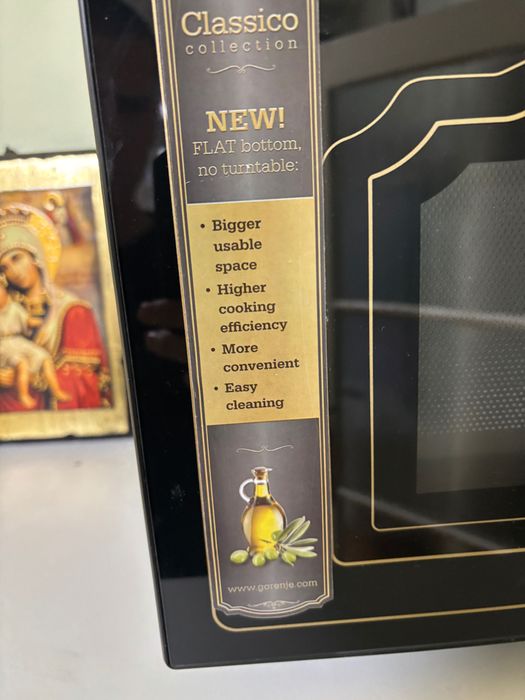 Classico
collection
NEW!
FLAT bottom,
no turntable:
• Bigger
usable
space
• Higher
cooking
efficiency
• More
convenient
• Easy
cleaning
www.gorenje.com